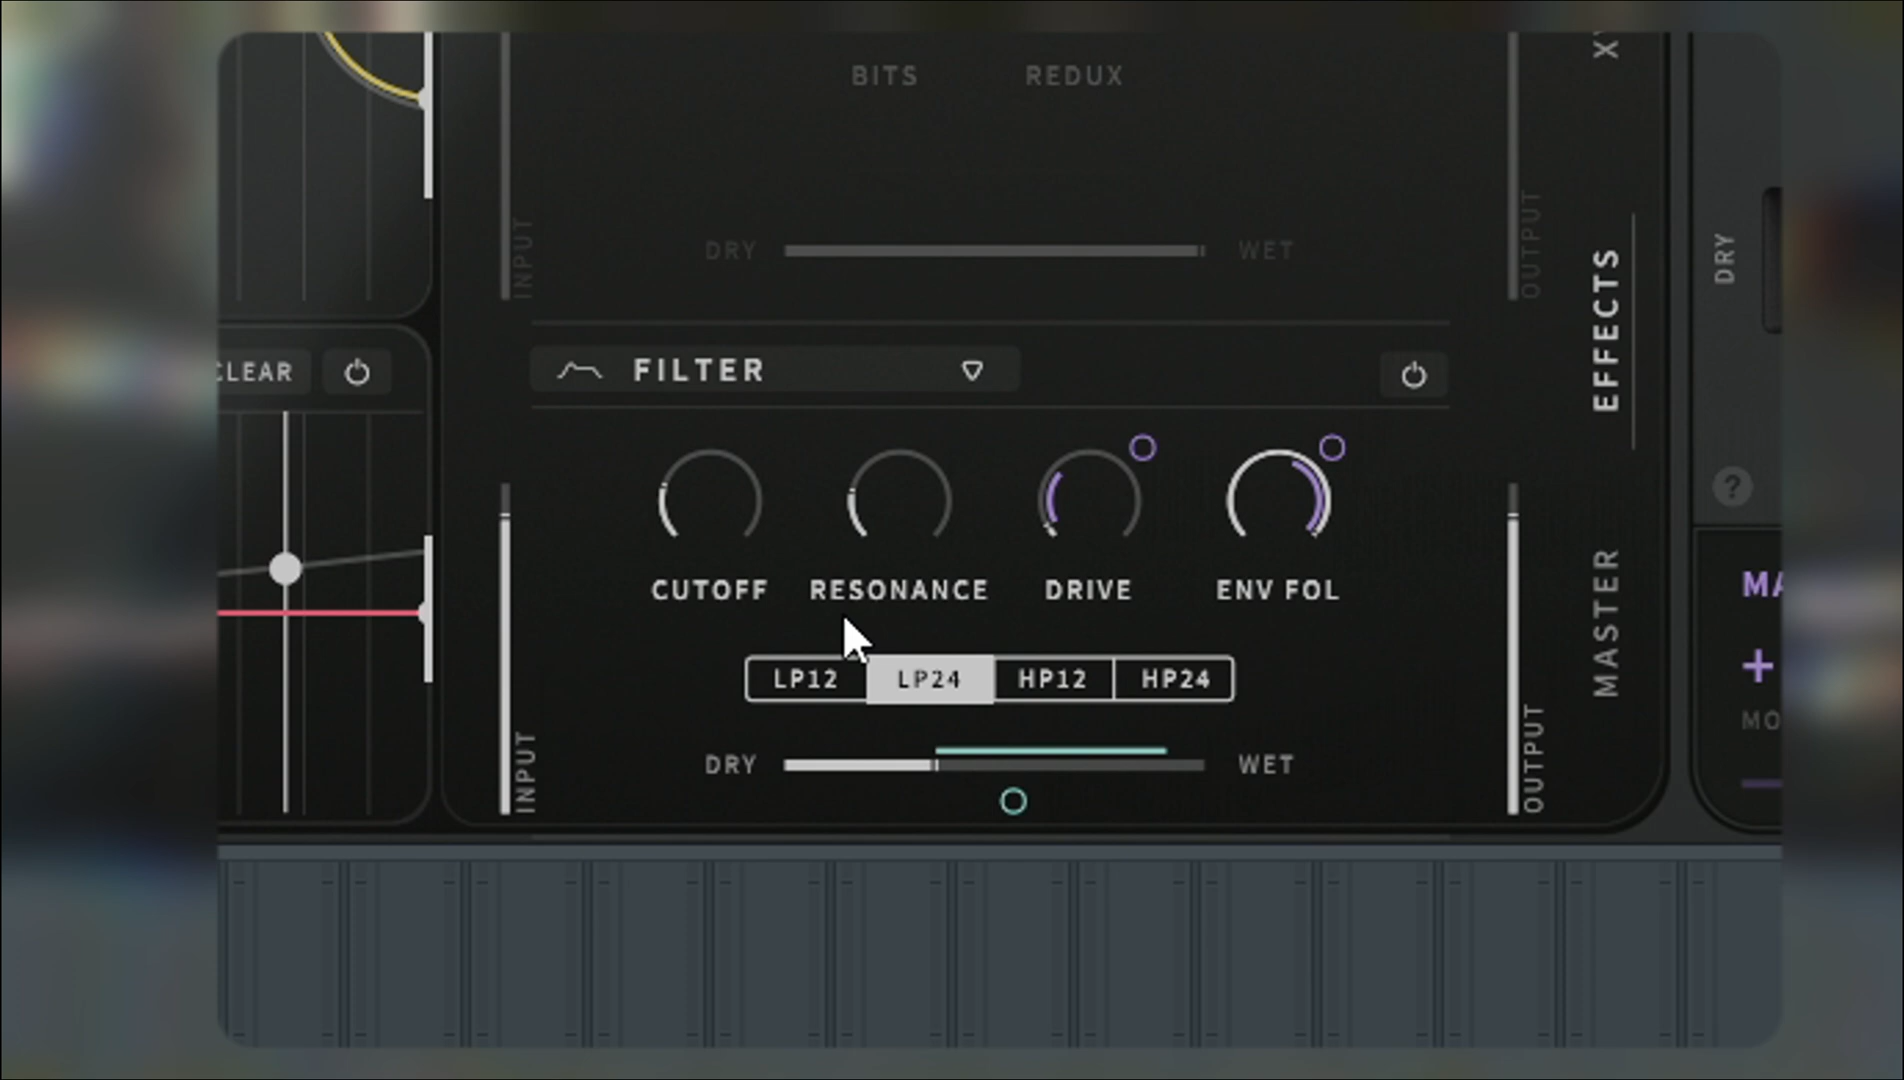 BITS
REDUX
INPUT
DRY
WET
OUTPUT
EFFECTS
DRY
CLEAR
FILTER
?
CUTOFF
RESONANCE
DRIVE
ENV FOL
LP12
LP24
HP12
HP24
MASTER
INPUT
DRY
WET
OUTPUT